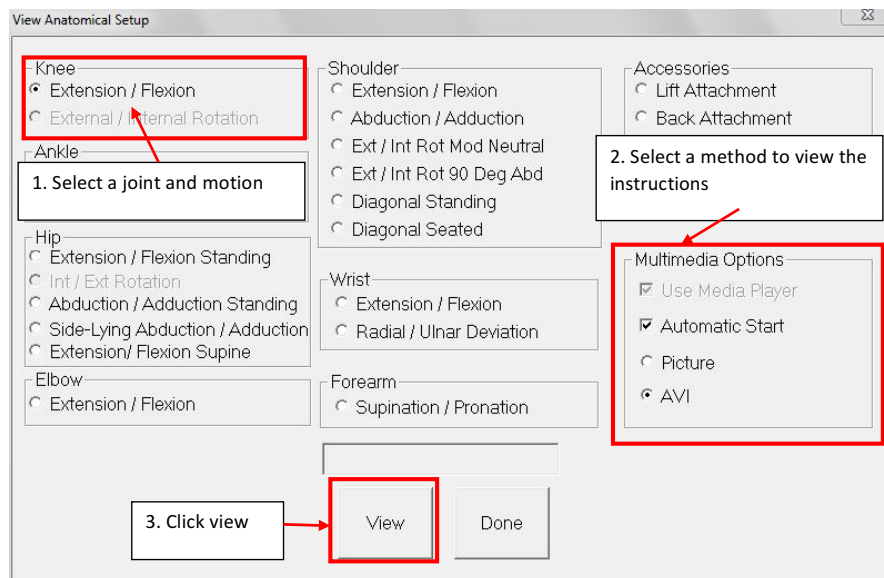 View Anatomical Setup
Knee
Extension / Flexion
External / Internal Rotation
Ankle
1. Select a joint and motion
Hip
Extension / Flexion Standing
Int / Ext Rotation
Abduction / Adduction Standing
Side-Lying Abduction / Adduction
Extension/ Flexion Supine
Elbow
Extension / Flexion
Shoulder
Extension / Flexion
Abduction / Adduction
Ext / Int Rot Mod Neutral
Ext / Int Rot 90 Deg Abd
Diagonal Standing
Diagonal Seated
Wrist
Extension / Flexion
Radial / Ulnar Deviation
Forearm
Supination / Pronation
Accessories
Lift Attachment
Back Attachment
2. Select a method to view the
instructions
Multimedia Options
Use Media Player
Automatic Start
Picture
AVI
3. Click view
View
Done